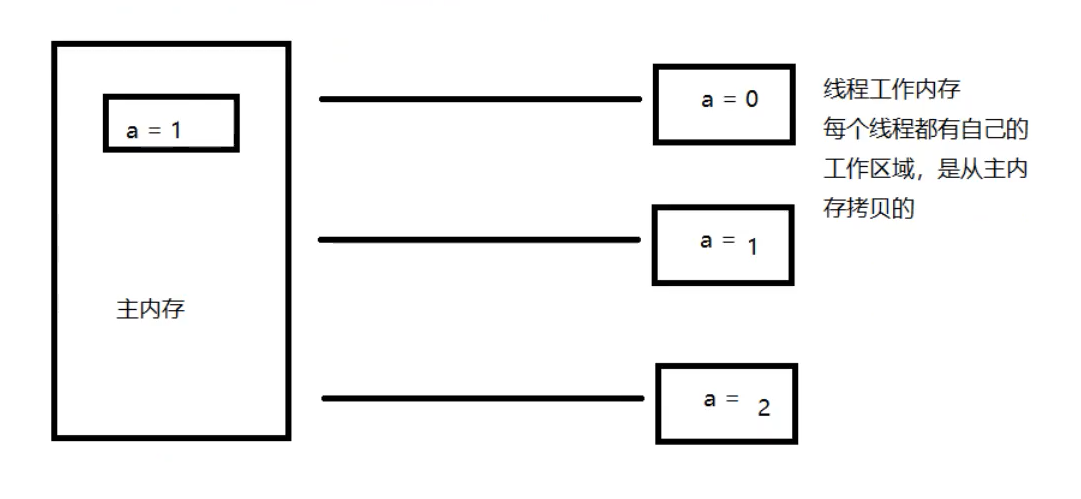 a = 1
主内存
a = 0
a = 1
a = 2
线程工作内存
每个线程都有自己的
工作区域，是从主内
存拷贝的